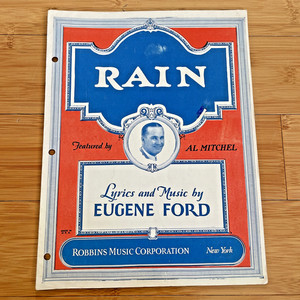 RAIN
Featured by AL MITCHEL
Lyrics and Music by
EUGENE FORD
ROBBINS MUSIC CORPORATION New York